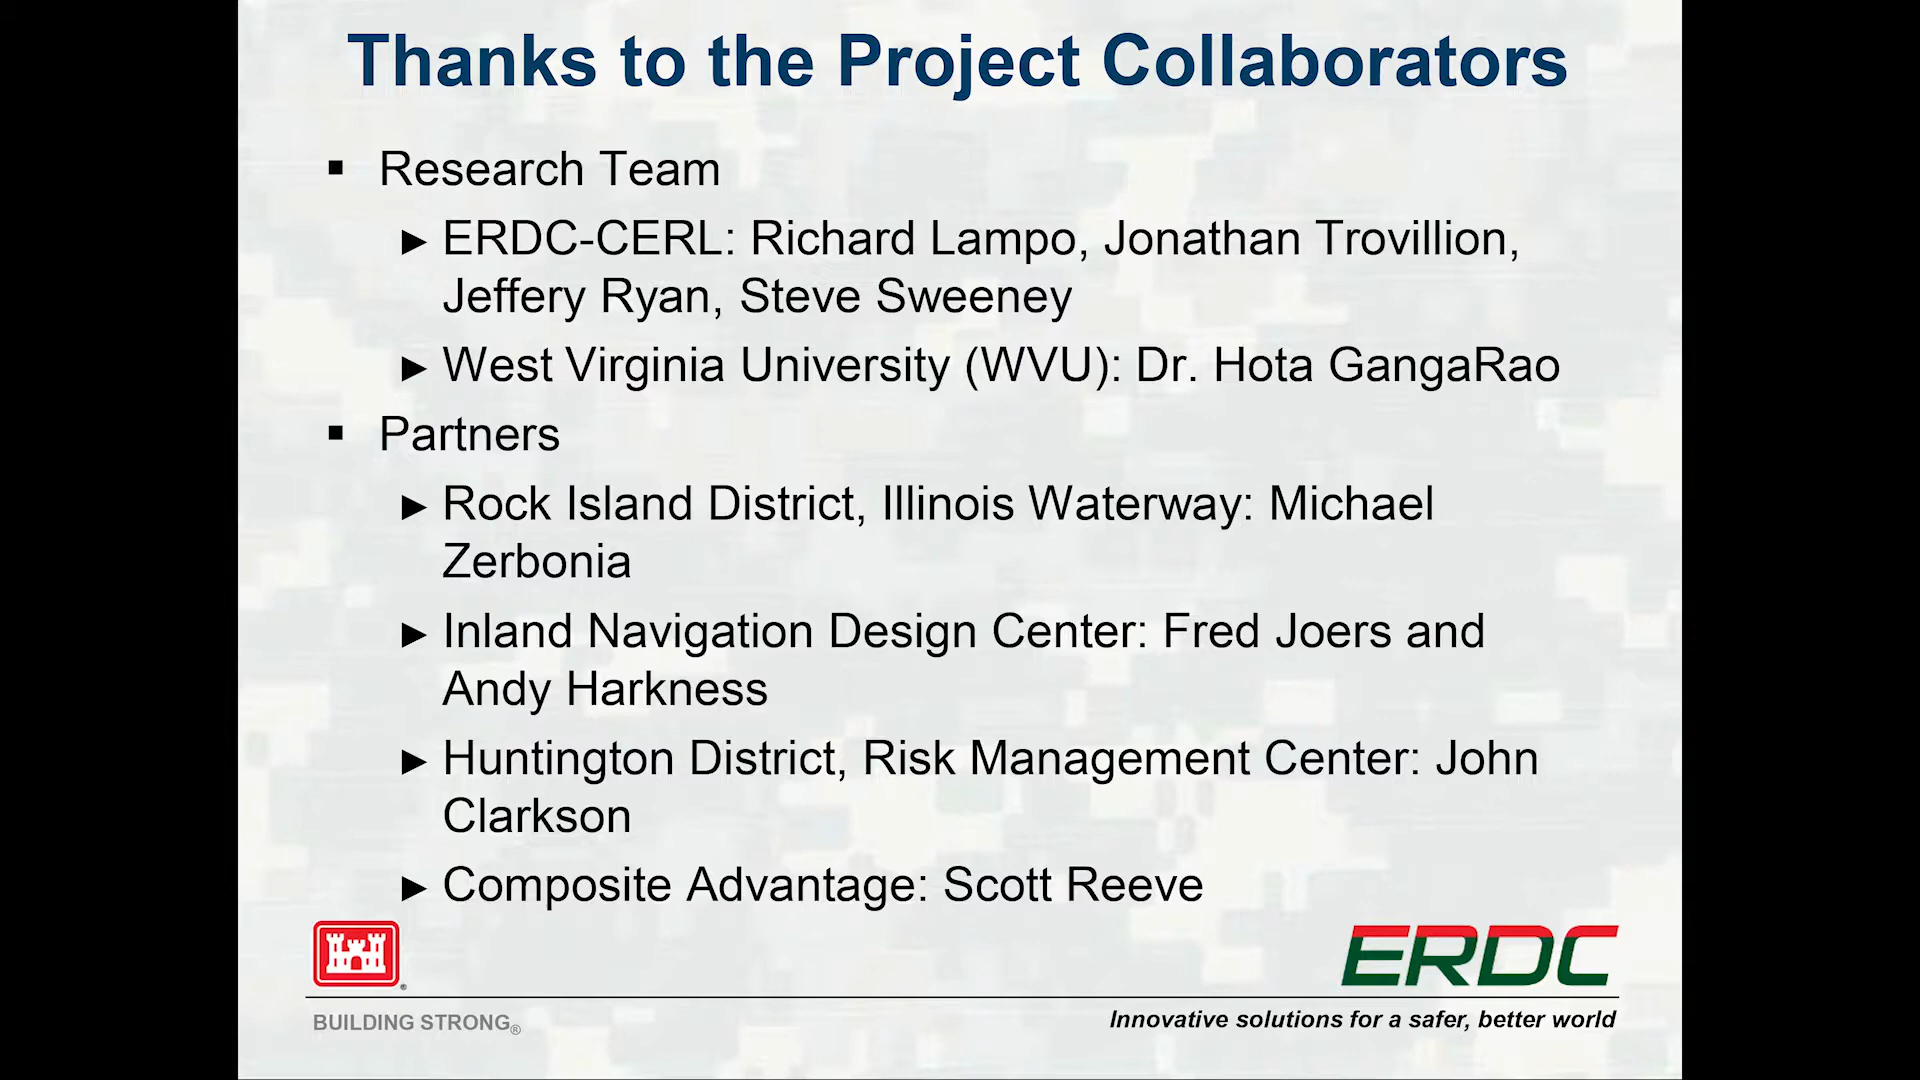 Thanks to the Project Collaborators
▪ Research Team
► ERDC-CERL: Richard Lampo, Jonathan Trovillion,
Jeffery Ryan, Steve Sweeney
► West Virginia University (WVU): Dr. Hota GangaRao
▪ Partners
► Rock Island District, Illinois Waterway: Michael
Zerbonia
► Inland Navigation Design Center: Fred Joers and
Andy Harkness
► Huntington District, Risk Management Center: John
Clarkson
► Composite Advantage: Scott Reeve
®
ERDC
BUILDING STRONG®
Innovative solutions for a safer, better world